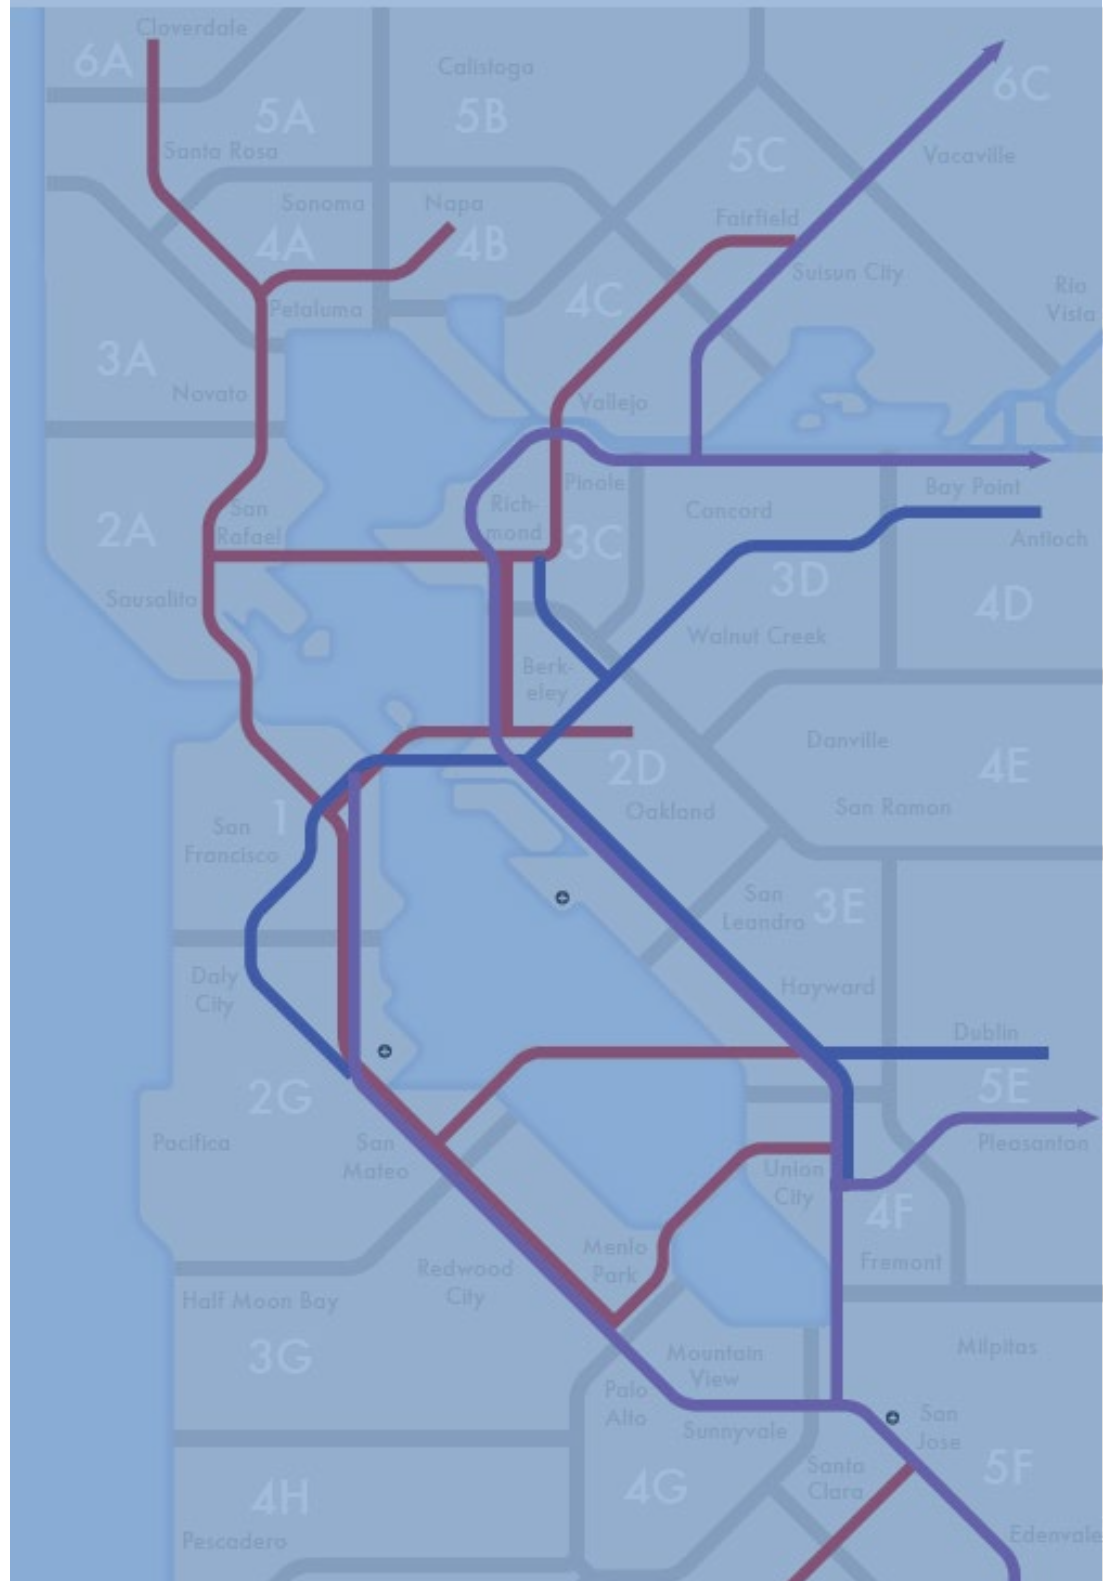 Cloverdale
6A
Calistoga
5A
5B
6C
Santa Rosa
5C
Vacaville
Sonoma
Napa
Fairfield
4A
4B
Suisun City
Petaluma
4C
Rio
Vista
3A
Novato
Vallejo
Pinole
Bay Point
San
Rafael
Rich-
mond
Concord
2A
3C
Antioch
3D
Sausalito
4D
Walnut Creek
Berk-
eley
Danville
2D
4E
Oakland
San Ramon
1
San
Francisco
San
Leandro
3E
Daly
City
Hayward
Dublin
2G
5E
Pacifica
San
Mateo
Pleasanton
Union
City
4F
Menlo
Park
Fremont
Redwood
City
Half Moon Bay
3G
Mountain
View
Milpitas
Palo
Alto
Sunnyvale
San
Jose
Santa
Clara
5F
4H
4G
Pescadero
Edenvale